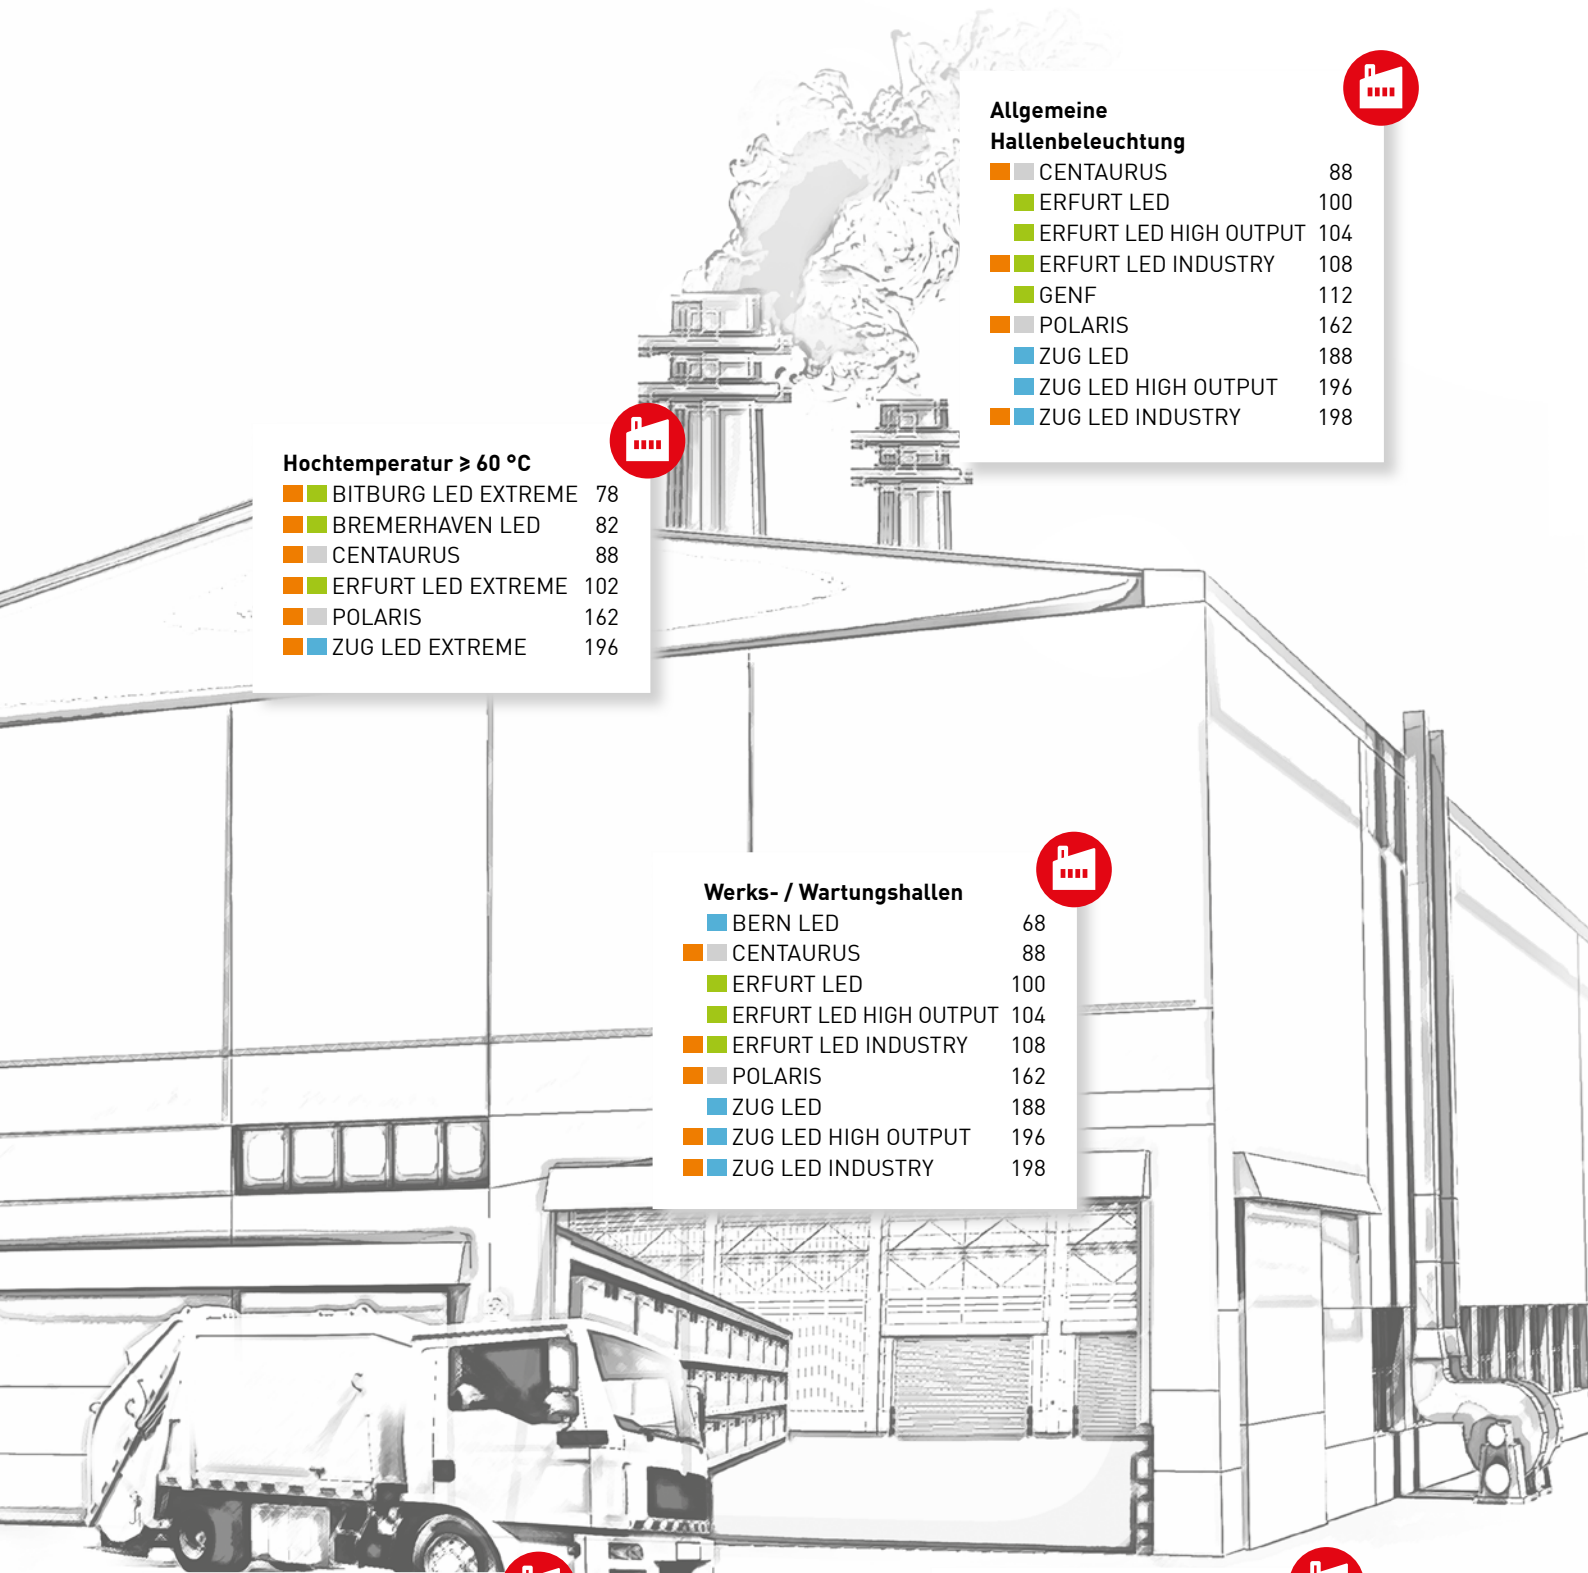 Allgemeine
Hallenbeleuchtung
CENTAURUS 88
ERFURT LED 100
ERFURT LED HIGH OUTPUT 104
ERFURT LED INDUSTRY 108
GENF 112
POLARIS 162
ZUG LED 188
ZUG LED HIGH OUTPUT 196
ZUG LED INDUSTRY 198
Hochtemperatur ≥ 60 °C
BITBURG LED EXTREME 78
BREMERHAVEN LED 82
CENTAURUS 88
ERFURT LED EXTREME 102
POLARIS 162
ZUG LED EXTREME 196
Werks- / Wartungshallen
BERN LED 68
CENTAURUS 88
ERFURT LED 100
ERFURT LED HIGH OUTPUT 104
ERFURT LED INDUSTRY 108
POLARIS 162
ZUG LED 188
ZUG LED HIGH OUTPUT 196
ZUG LED INDUSTRY 198